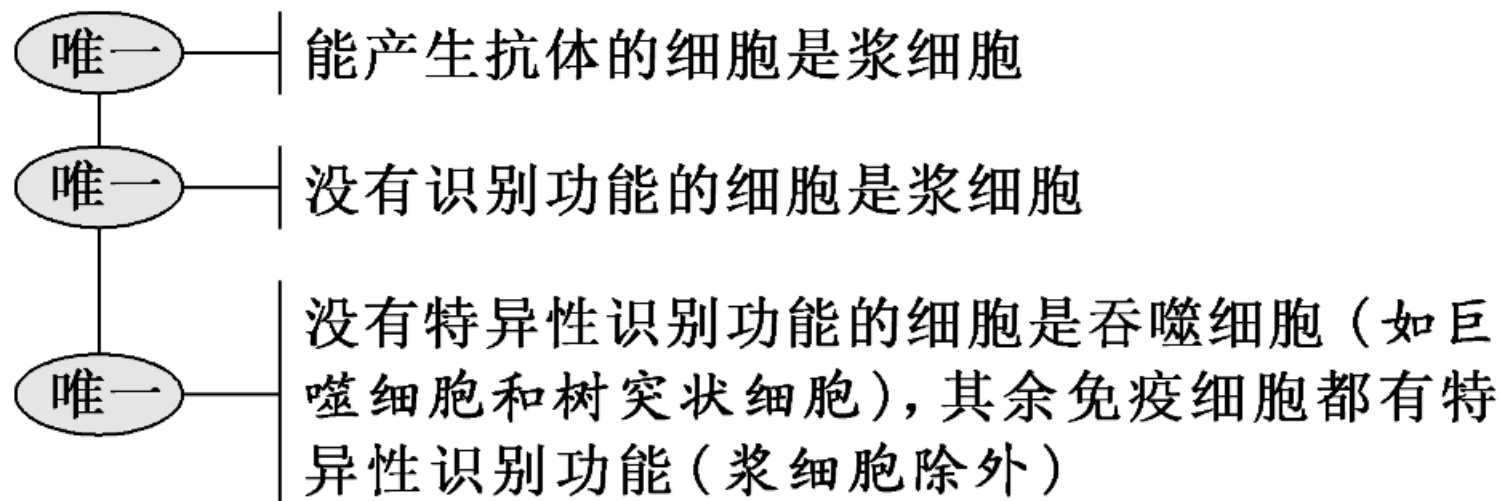 唯一 能产生抗体的细胞是浆细胞
唯一 没有识别功能的细胞是浆细胞
没有特异性识别功能的细胞是吞噬细胞(如巨
唯一 噬细胞和树突状细胞),其余免疫细胞都有特
异性识别功能(浆细胞除外)